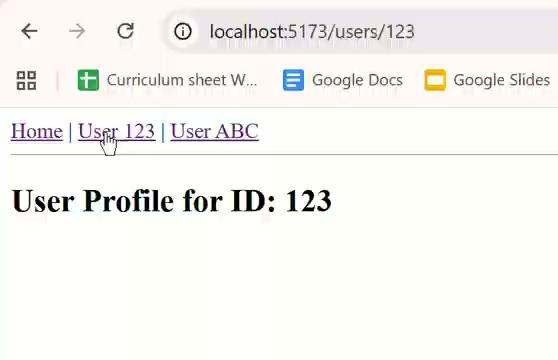 localhost:5173/users/123
Curriculum sheet W... Google Docs Google Slides
Home | User 123 | User ABC
User Profile for ID: 123